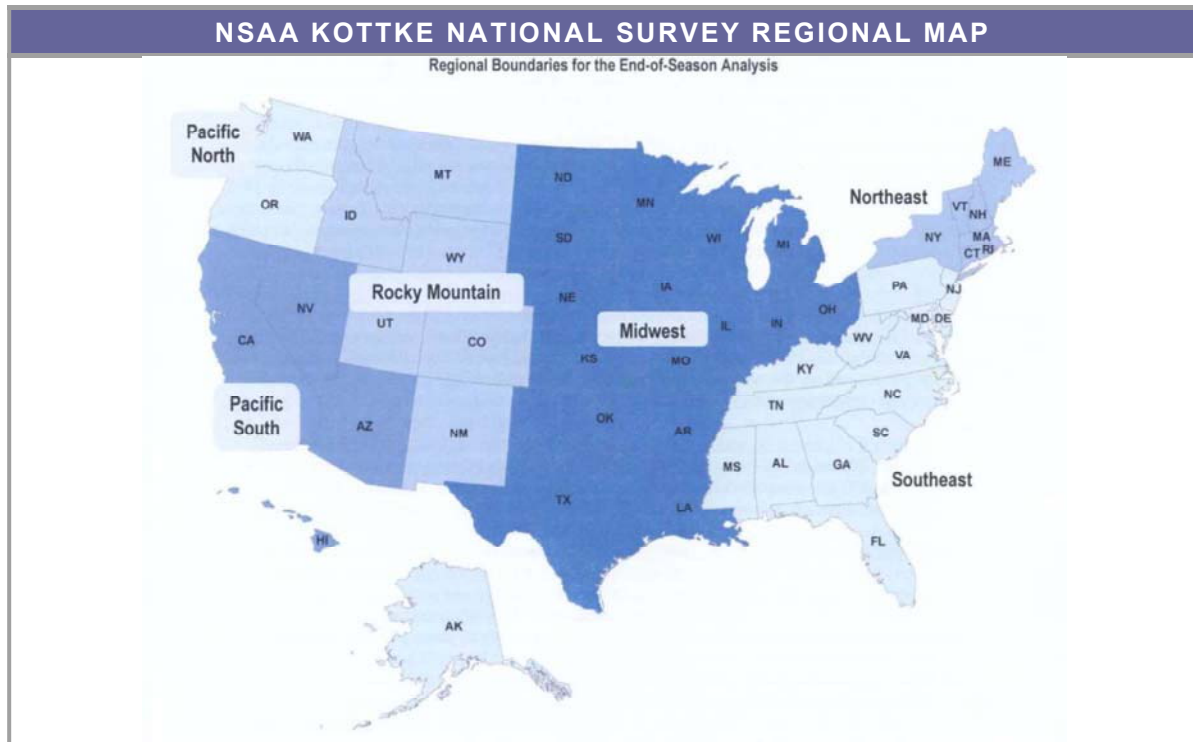 NSAA KOTTKE NATIONAL SURVEY REGIONAL MAP
Regional Boundaries for the End-of-Season Analysis
Pacific
North
WA
OR
ID
MT
WY
Rocky Mountain
NV
UT
CO
CA
Pacific
South
AZ
NM
ND
MN
SD
WI
MI
NE
IA
Midwest
IL
IN
OH
KS
MO
OK
AR
TX
LA
Northeast
ME
VT
NH
NY
MA
CT
RI
PA
NJ
MD
DE
WV
VA
KY
TN
NC
SC
MS
AL
GA
Southeast
FL
HI
AK